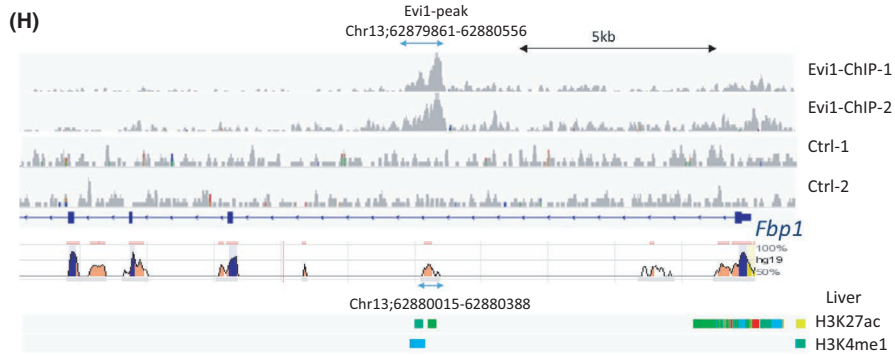 (H)
Evi1-peak
Chr13;62879861-62880556
5kb
Evi1-ChIP-1
Evi1-ChIP-2
Ctrl-1
Ctrl-2
Fbp1
100%
hg19
50%
Chr13;62880015-62880388
Liver
H3K27ac
H3K4me1